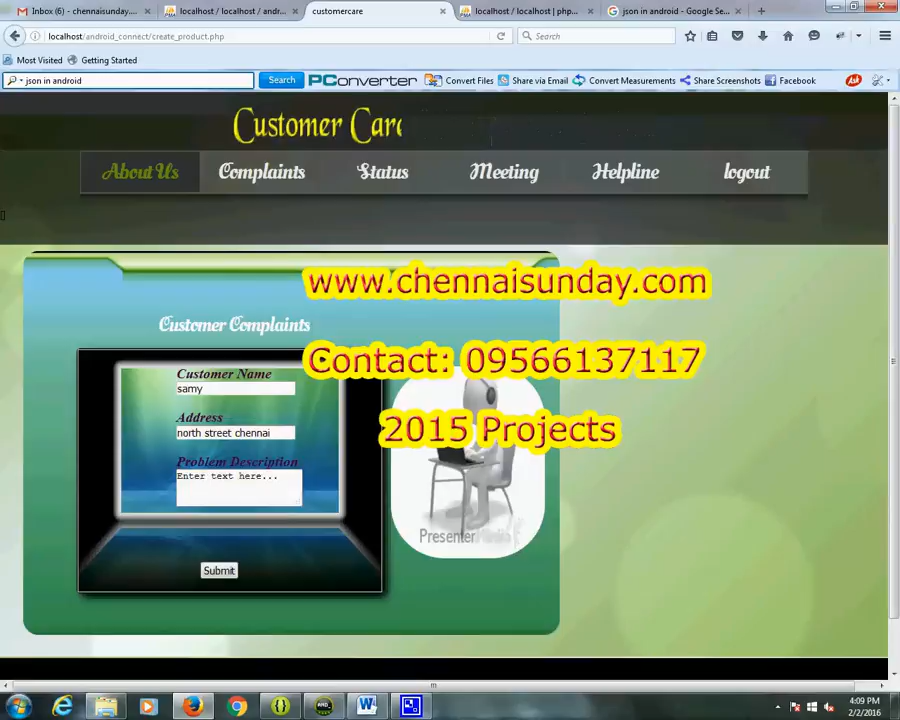 Inbox (6) - chennaisunday....
localhost / localhost / andr...
customercare
localhost / localhost | php...
json in android - Google Se...
localhost/android_connect/create_product.php
Search
Most Visited
Getting Started
json in android
Search
PCONVERTER
Convert Files
Share via Email
Convert Measurements
Share Screenshots
Facebook
Ask
Customer Care
About Us
Complaints
Status
Meeting
Helpline
logout
www.chennaisunday.com
Customer Complaints
Contact: 09566137117
Customer Name
samy
2015 Projects
Address
north street chennai
Problem Description
Enter text here...
PresenterMedia
Submit
4:09 PM
2/2/2016